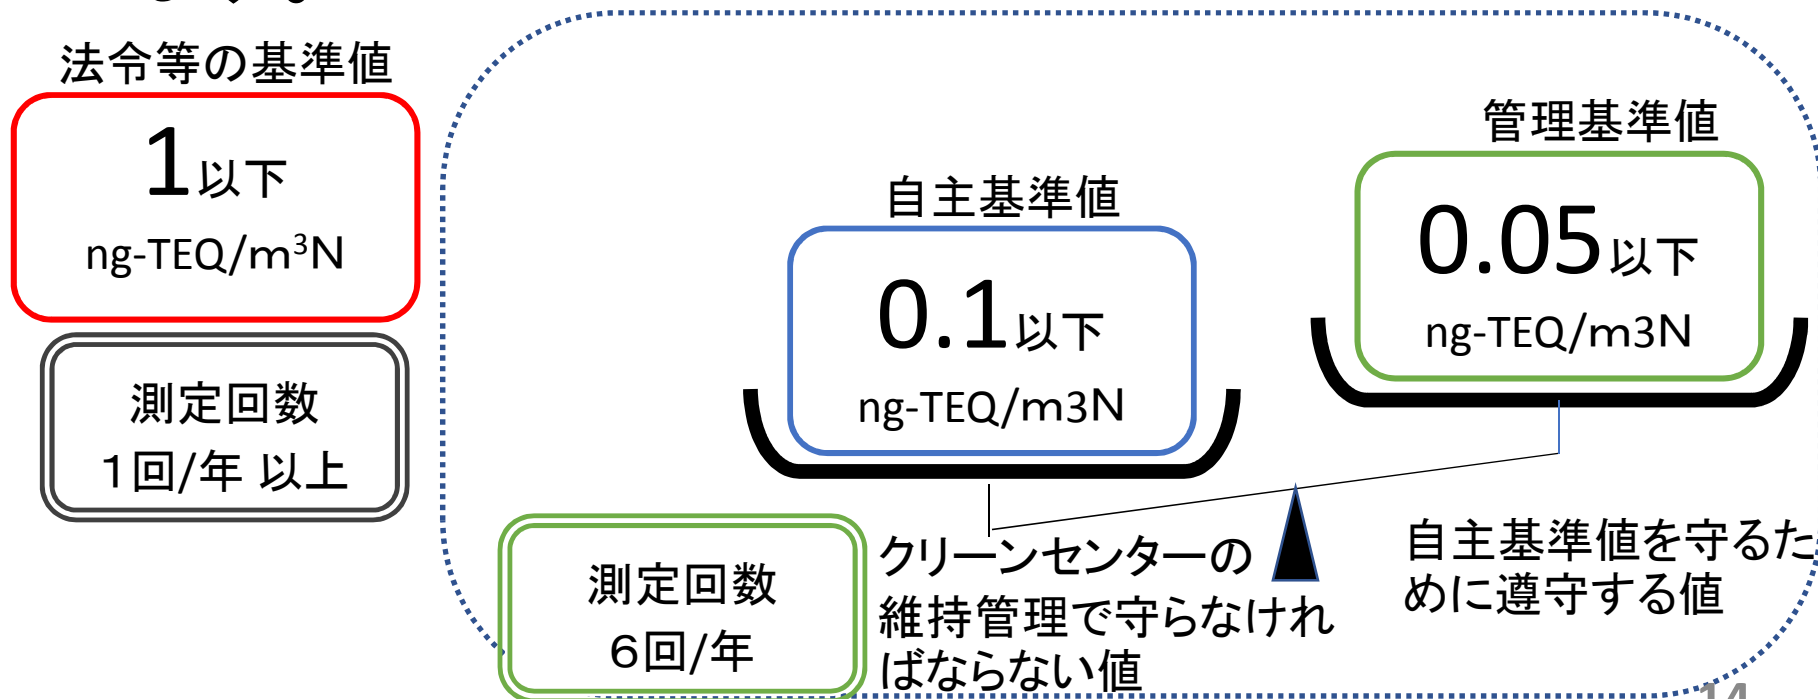 法令等の基準値
1以下
ng-TEQ/m³N
測定回数
1回/年 以上
管理基準値
0.05以下
ng-TEQ/m3N
自主基準値
0.1以下
ng-TEQ/m3N
測定回数
6回/年
クリーンセンターの
維持管理で守らなけれ
ばならない値
自主基準値を守るた
めに遵守する値
14